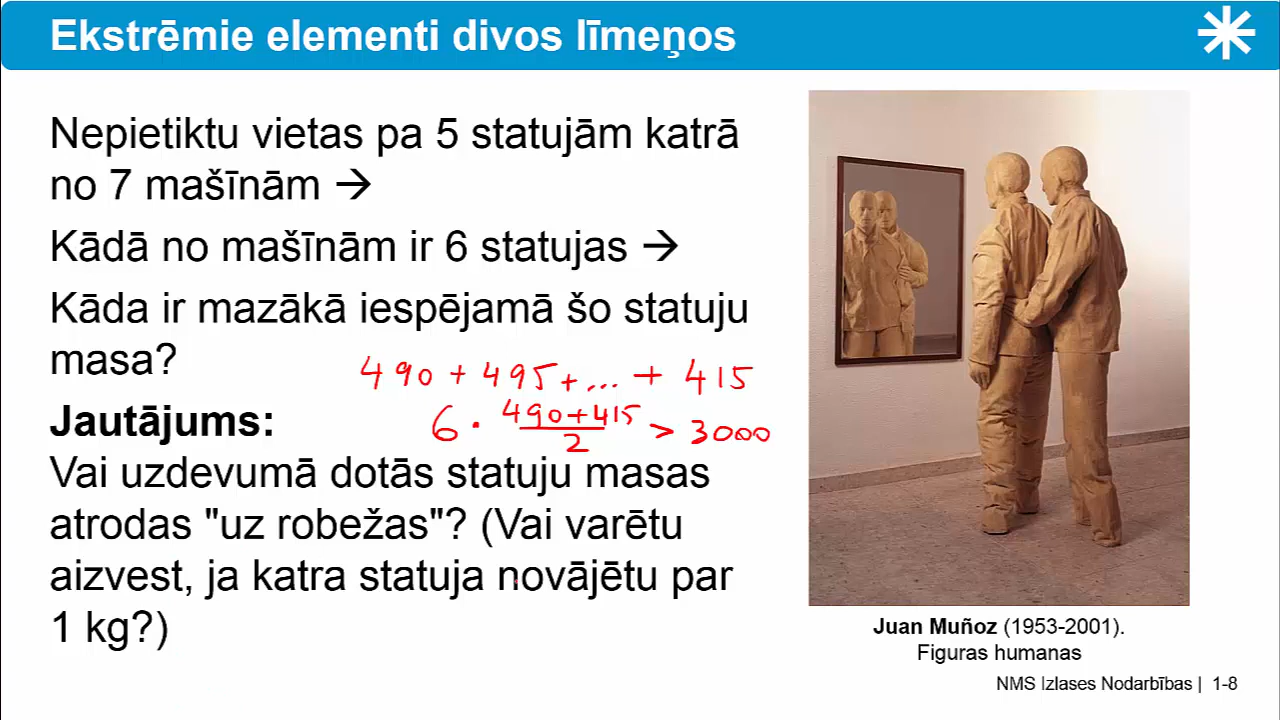 Ekstrēmie elementi divos līmeņos
Nepietiktu vietas pa 5 statujām katrā
no 7 mašīnām →
Kādā no mašīnām ir 6 statujas →
Kāda ir mazākā iespējamā šo statuju
masa?
490 + 495 + ... + 415
6 · (490+415)/2 > 3000
Jautājums:
Vai uzdevumā dotās statuju masas
atrodas "uz robežas"? (Vai varētu
aizvest, ja katra statuja novājētu par
1 kg?)
Juan Muñoz (1953-2001).
Figuras humanas
NMS Izlases Nodarbības | 1-8